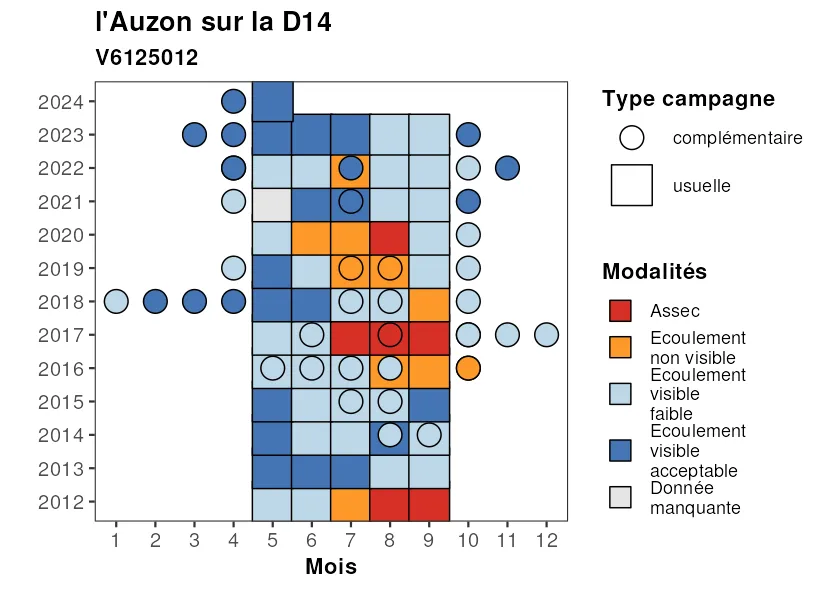 l'Auzon sur la D14
V6125012
2024
2023
2022
2021
2020
2019
2018
2017
2016
2015
2014
2013
2012
1 2 3 4 5 6 7 8 9 10 11 12
Mois
Type campagne
complémentaire
usuelle
Modalités
Assec
Ecoulement
non visible
Ecoulement
visible
faible
Ecoulement
visible
acceptable
Donnée
manquante